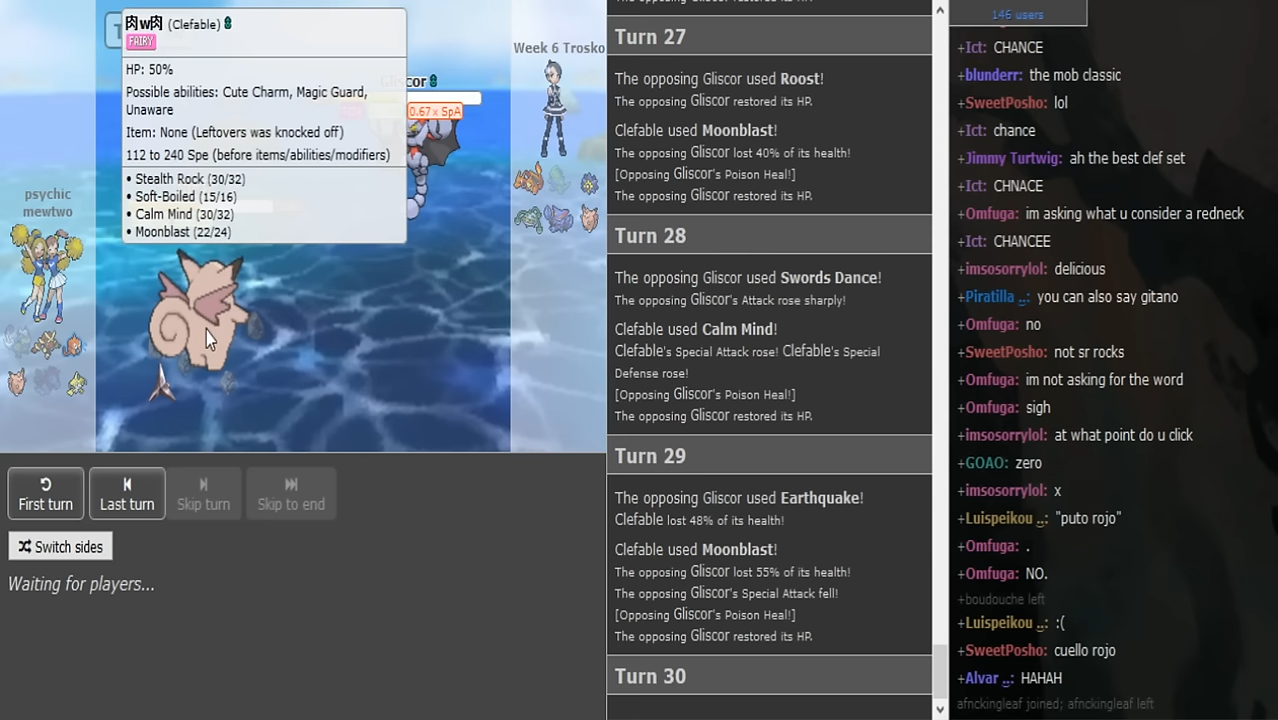 肉w肉 (Clefable)
FAIRY
HP: 50%
Possible abilities: Cute Charm, Magic Guard,
Unaware
Item: None (Leftovers was knocked off)
112 to 240 Spe (before items/abilities/modifiers)
• Stealth Rock (30/32)
• Soft-Boiled (15/16)
• Calm Mind (30/32)
• Moonblast (22/24)
0.67× SpA
Week 6 Trosko
psychic
mewtwo
First turn
Last turn
Skip turn
Skip to end
Switch sides
Waiting for players...
Turn 27
The opposing Gliscor used Roost!
The opposing Gliscor restored its HP.
Clefable used Moonblast!
The opposing Gliscor lost 40% of its health!
[Opposing Gliscor's Poison Heal!]
The opposing Gliscor restored its HP.
Turn 28
The opposing Gliscor used Swords Dance!
The opposing Gliscor's Attack rose sharply!
Clefable used Calm Mind!
Clefable's Special Attack rose! Clefable's Special
Defense rose!
[Opposing Gliscor's Poison Heal!]
The opposing Gliscor restored its HP.
Turn 29
The opposing Gliscor used Earthquake!
Clefable lost 48% of its health!
Clefable used Moonblast!
The opposing Gliscor lost 55% of its health!
The opposing Gliscor's Special Attack fell!
[Opposing Gliscor's Poison Heal!]
The opposing Gliscor restored its HP.
Turn 30
146 users
+Ict: CHANCE
+blunderr: the mob classic
+SweetPosho: lol
+Ict: chance
+Jimmy Turtwig: ah the best clef set
+Ict: CHNACE
+Omfuga: im asking what u consider a redneck
+Ict: CHANCEE
+imsosorrylol: delicious
+Piratilla ._.: you can also say gitano
+Omfuga: no
+SweetPosho: not sr rocks
+Omfuga: im not asking for the word
+Omfuga: sigh
+imsosorrylol: at what point do u click
+GOAO: zero
+imsosorrylol: x
+Luispeikou ._.: "puto rojo"
+Omfuga: .
+Omfuga: NO.
+boudouche left
+Luispeikou ._.: :(
+SweetPosho: cuello rojo
+Alvar ._.: HAHAH
afnckingleaf joined; afnckingleaf left